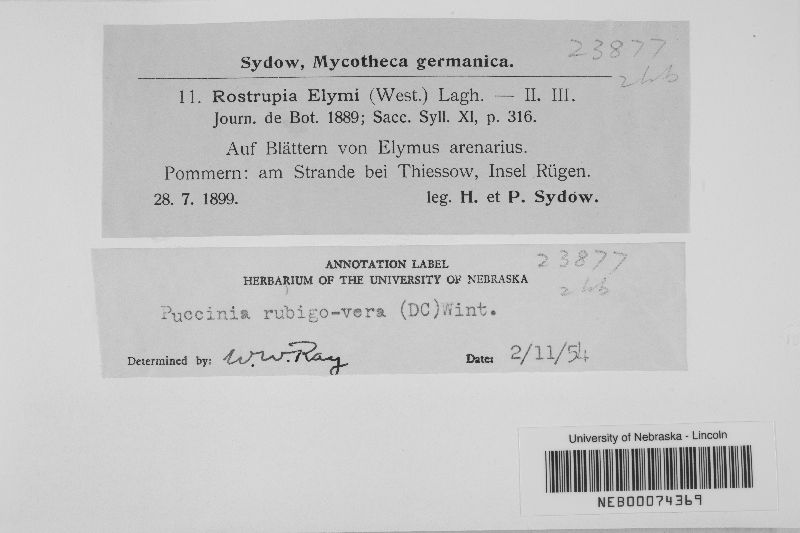 Sydow, Mycotheca germanica.
23877
11. Rostrupia Elymi (West.) Lagh. — II. III.
Journ. de Bot. 1889; Sacc. Syll. XI, p. 316.
Auf Blättern von Elymus arenarius.
Pommern: am Strande bei Thiessow, Insel Rügen.
28. 7. 1899. leg. H. et P. Sydow.
ANNOTATION LABEL
23877
HERBARIUM OF THE UNIVERSITY OF NEBRASKA
Puccinia rubigo-vera (DC)Wint.
Determined by: W.W. Ray Date: 2/11/54
University of Nebraska - Lincoln
NEB00074369